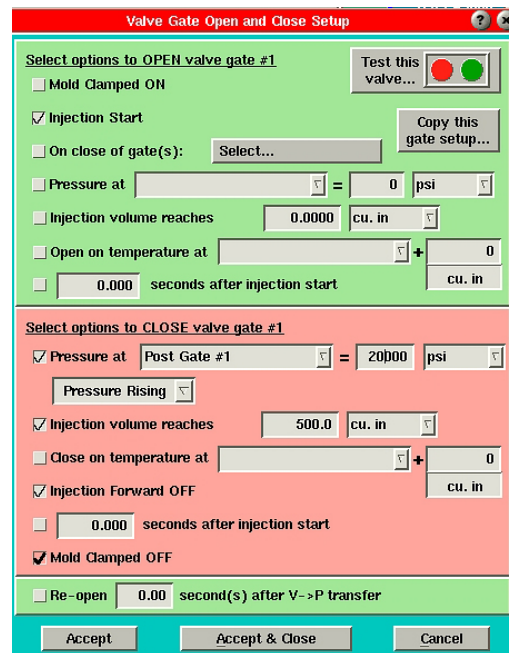 Valve Gate Open and Close Setup ?
Select options to OPEN valve gate #1
Test this valve...
Mold Clamped ON
Injection Start
Copy this gate setup...
On close of gate(s): Select...
Pressure at = 0 psi
Injection volume reaches 0.0000 cu. in
Open on temperature at + 0
cu. in
0.000 seconds after injection start
Select options to CLOSE valve gate #1
Pressure at Post Gate #1 = 20000 psi
Pressure Rising
Injection volume reaches 500.0 cu. in
Close on temperature at + 0
cu. in
Injection Forward OFF
0.000 seconds after injection start
Mold Clamped OFF
Re-open 0.00 second(s) after V->P transfer
Accept Accept & Close Cancel